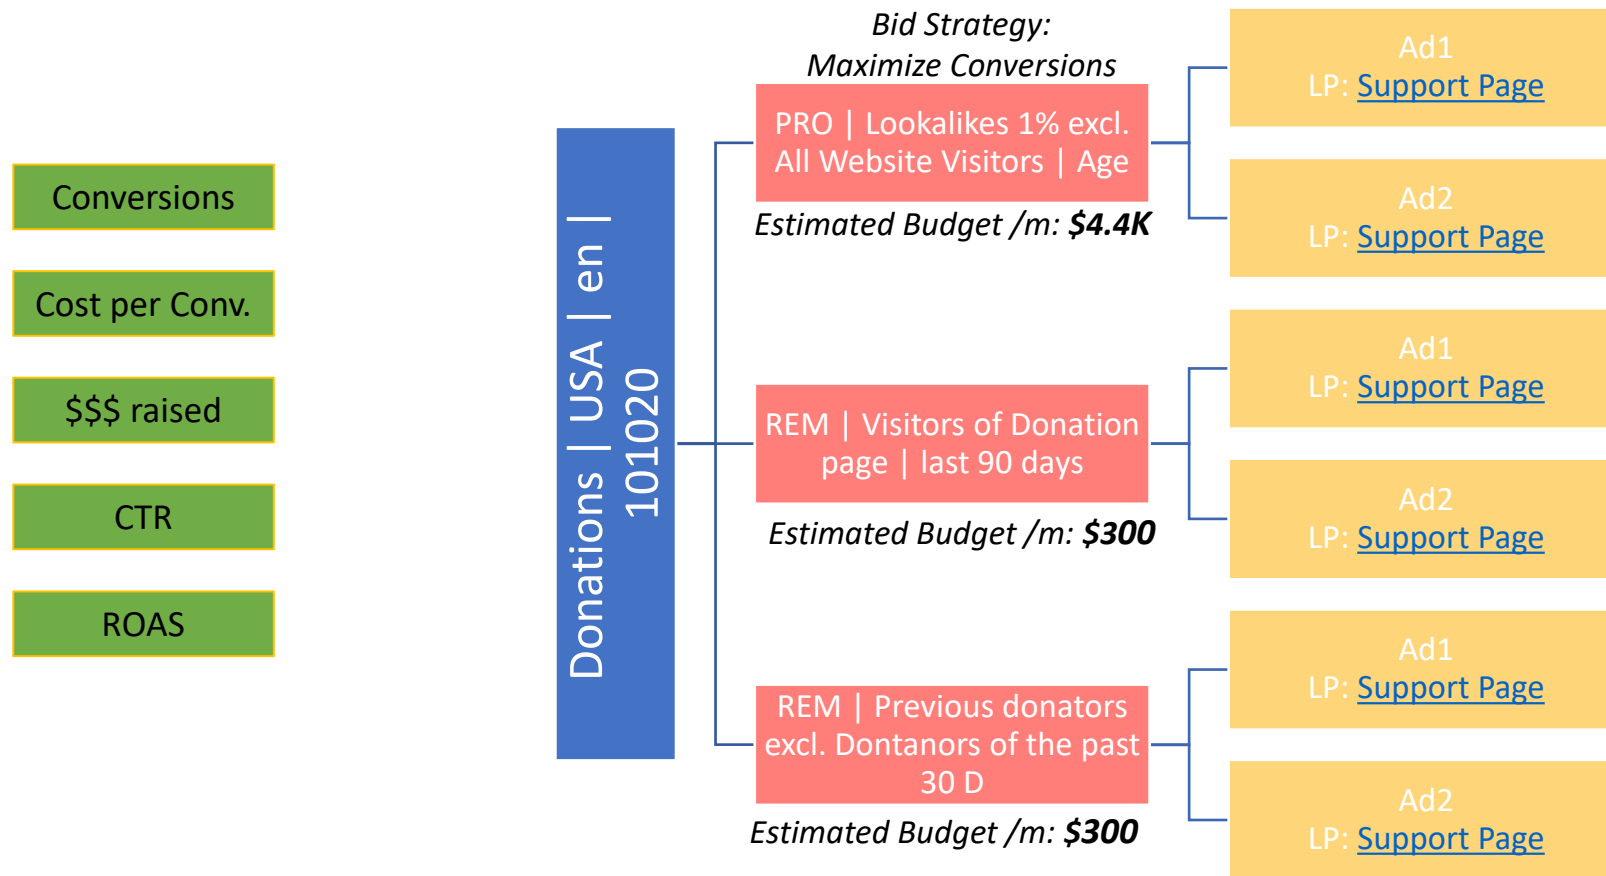 Conversions
Cost per Conv.
$$$ raised
CTR
ROAS
Donations | USA | en |
101020
Bid Strategy:
Maximize Conversions
PRO | Lookalikes 1% excl.
All Website Visitors | Age
Estimated Budget /m: $4.4K
REM | Visitors of Donation
page | last 90 days
Estimated Budget /m: $300
REM | Previous donators
excl. Dontanors of the past
30 D
Estimated Budget /m: $300
Ad1
LP: Support Page
Ad2
LP: Support Page
Ad1
LP: Support Page
Ad2
LP: Support Page
Ad1
LP: Support Page
Ad2
LP: Support Page